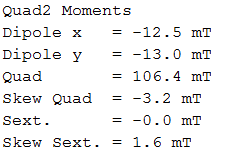 Quad2 Moments
Dipole x = -12.5 mT
Dipole y = -13.0 mT
Quad = 106.4 mT
Skew Quad = -3.2 mT
Sext. = -0.0 mT
Skew Sext. = 1.6 mT